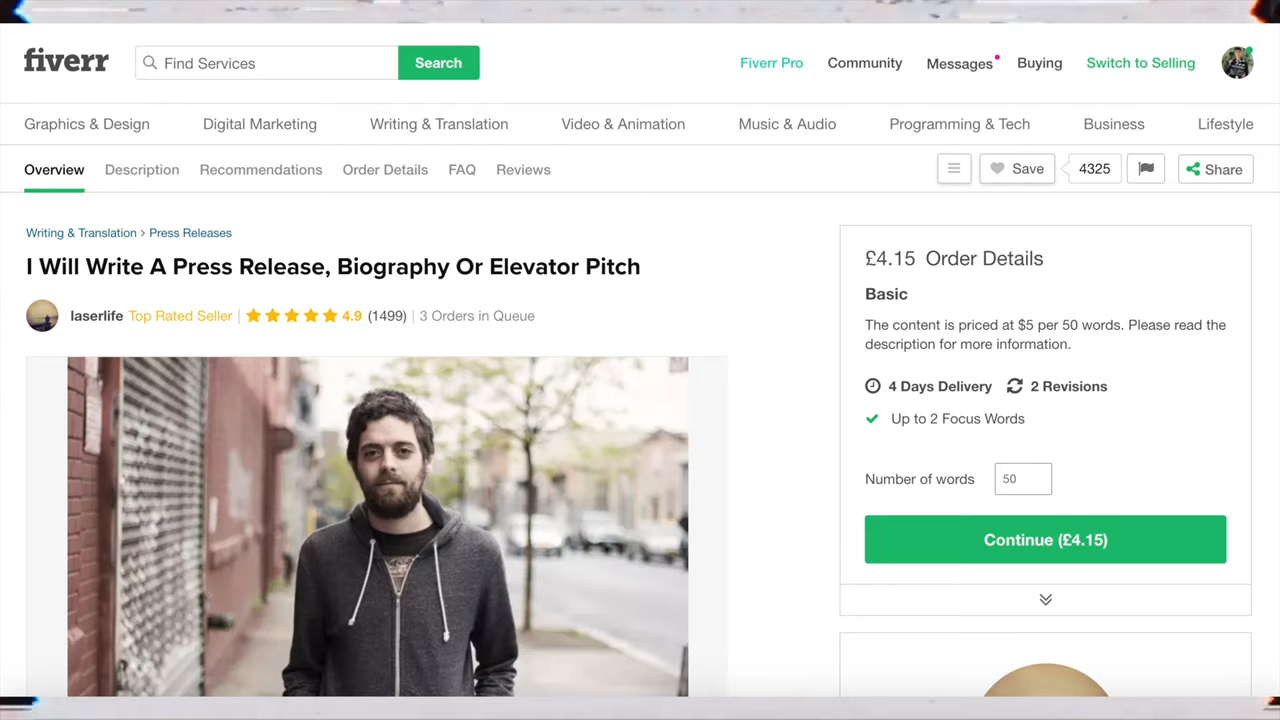 fiverr
Find Services
Search
Fiverr Pro
Community
Messages
Buying
Switch to Selling
Graphics & Design
Digital Marketing
Writing & Translation
Video & Animation
Music & Audio
Programming & Tech
Business
Lifestyle
Overview
Description
Recommendations
Order Details
FAQ
Reviews
Save
4325
Share
Writing & Translation > Press Releases
I Will Write A Press Release, Biography Or Elevator Pitch
laserlife Top Rated Seller | 4.9 (1499) | 3 Orders in Queue
£4.15 Order Details
Basic
The content is priced at $5 per 50 words. Please read the
description for more information.
4 Days Delivery 2 Revisions
Up to 2 Focus Words
Number of words 50
Continue (£4.15)